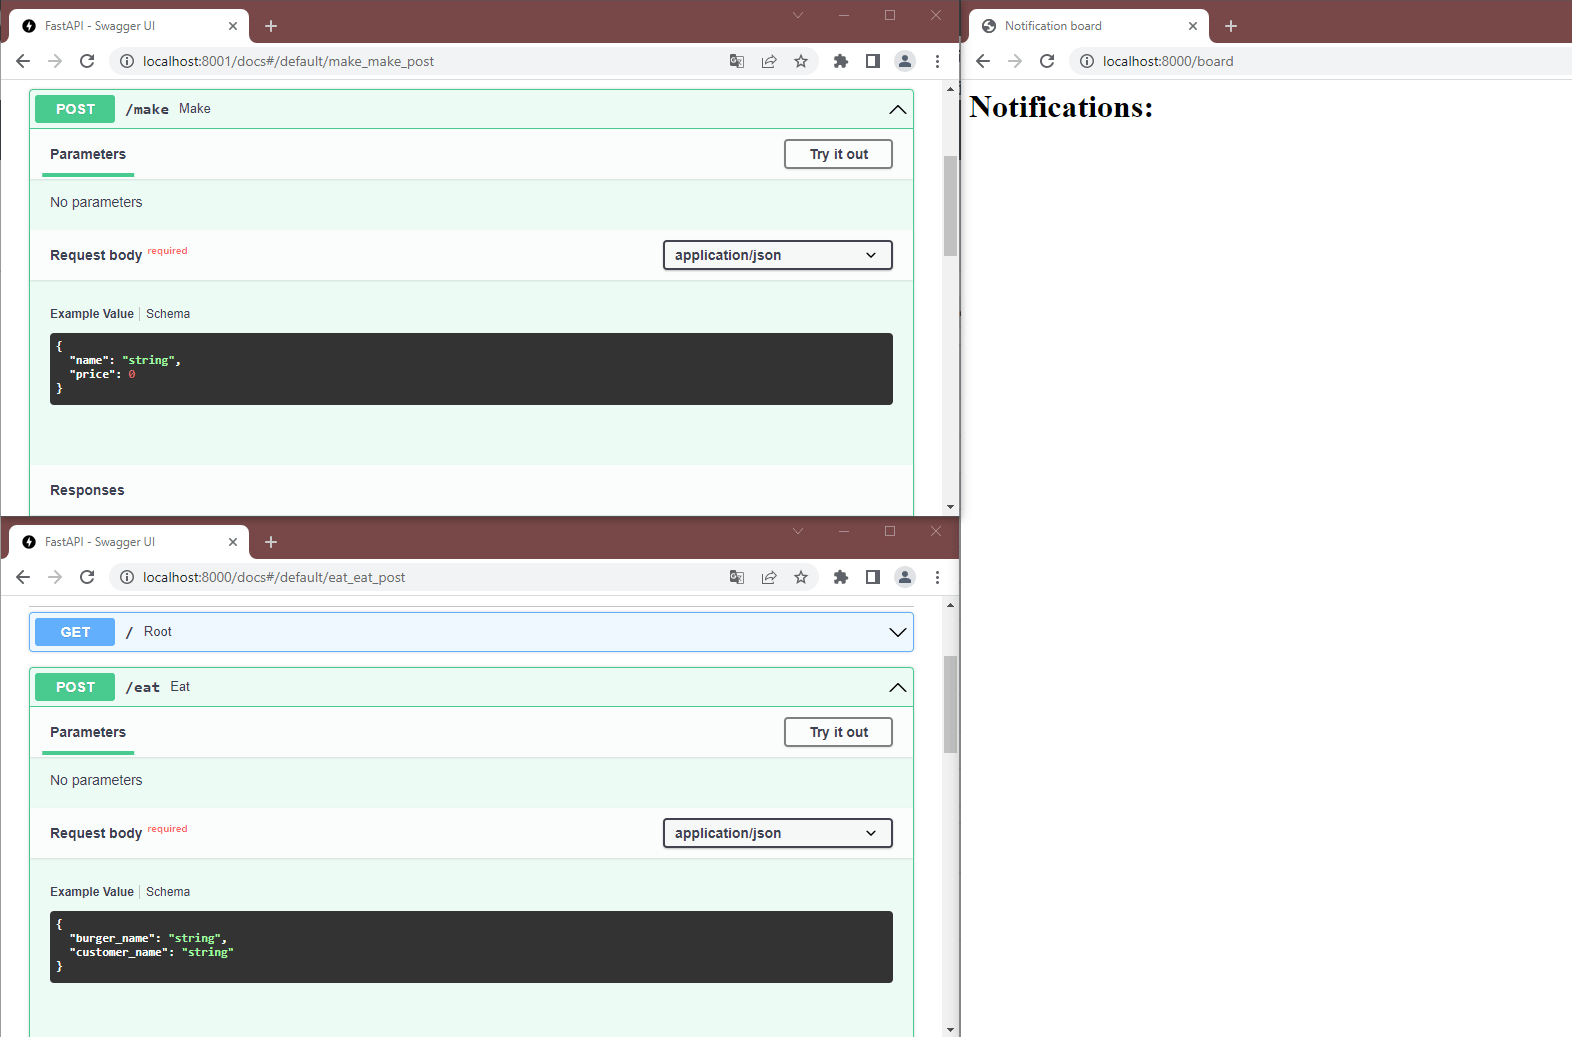 FastAPI - Swagger UI
localhost:8001/docs#/default/make_make_post
POST /make Make
Parameters
Try it out
No parameters
Request body required
application/json
Example Value Schema
{
"name": "string",
"price": 0
}
Responses
FastAPI - Swagger UI
localhost:8000/docs#/default/eat_eat_post
GET / Root
POST /eat Eat
Parameters
Try it out
No parameters
Request body required
application/json
Example Value Schema
{
"burger_name": "string",
"customer_name": "string"
}
Notification board
localhost:8000/board
Notifications: